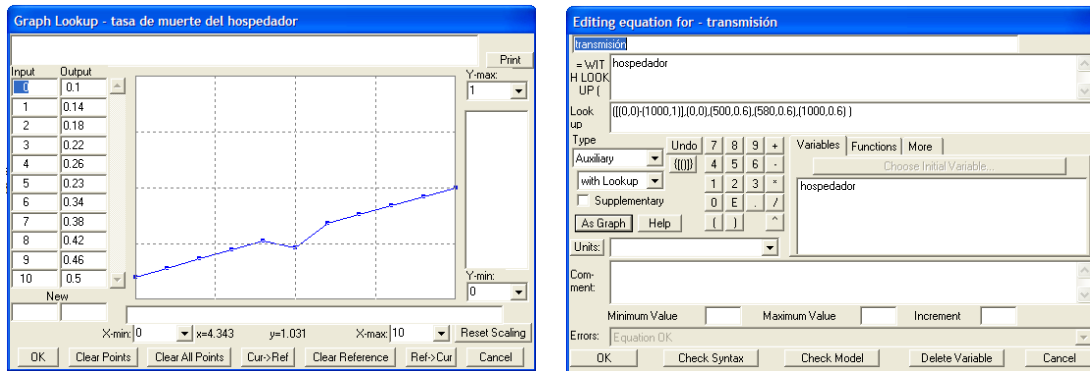 Graph Lookup - tasa de muerte del hospedador
Print
Input Output
Y-max:
0 0.1
1
1 0.14
2 0.18
3 0.22
4 0.26
5 0.23
6 0.34
7 0.38
8 0.42
9 0.46
10 0.5
Y-min:
New
0
X-min: 0 x=4.343 y=1.031 X-max: 10 Reset Scaling
OK Clear Points Clear All Points Cur->Ref Clear Reference Ref->Cur Cancel
Editing equation for - transmisión
transmisión
= WIT
H LOOK
UP (
hospedador
Look
up
([(0,0)-(1000,1)],(0,0),(500,0.6),(580,0.6),(1000,0.6) )
Type
Undo 7 8 9 +
Variables Functions More
Auxiliary
{[()]} 4 5 6 -
Choose Initial Variable...
with Lookup
1 2 3 *
hospedador
Supplementary
0 E . /
As Graph Help
( ) ^
Units:
Com-
ment:
Minimum Value Maximum Value Increment
Errors: Equation OK
OK Check Syntax Check Model Delete Variable Cancel